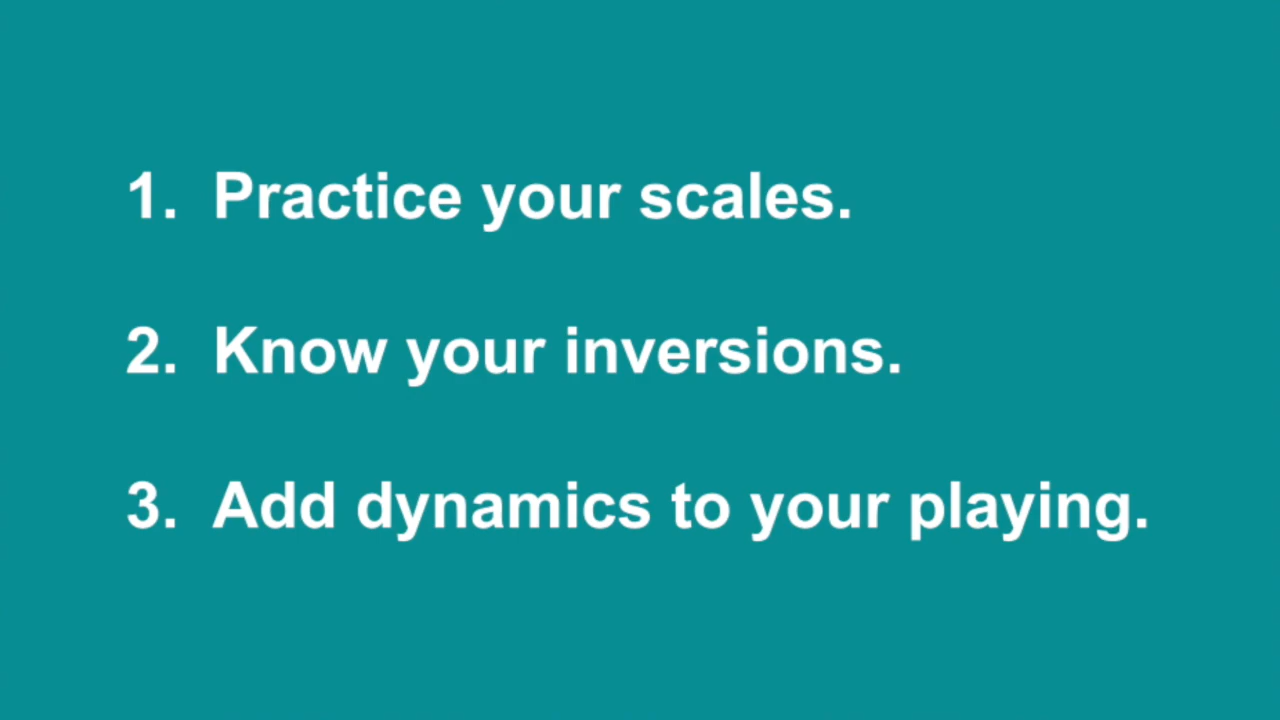 1. Practice your scales.
2. Know your inversions.
3. Add dynamics to your playing.